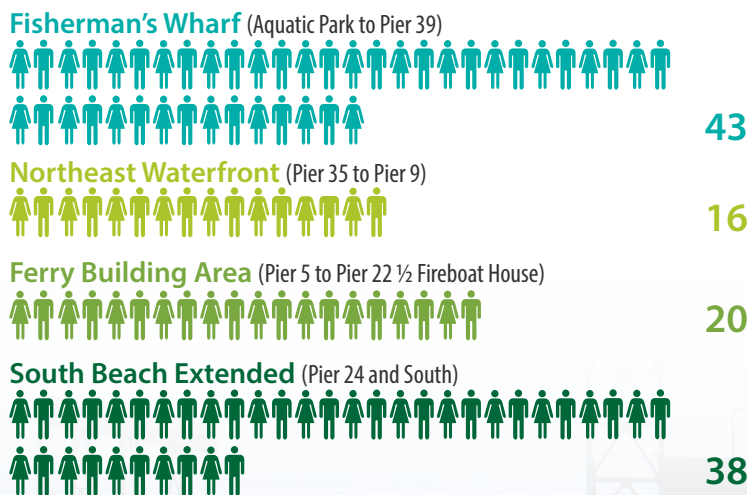 Fisherman's Wharf (Aquatic Park to Pier 39)
43
Northeast Waterfront (Pier 35 to Pier 9)
16
Ferry Building Area (Pier 5 to Pier 22 ½ Fireboat House)
20
South Beach Extended (Pier 24 and South)
38